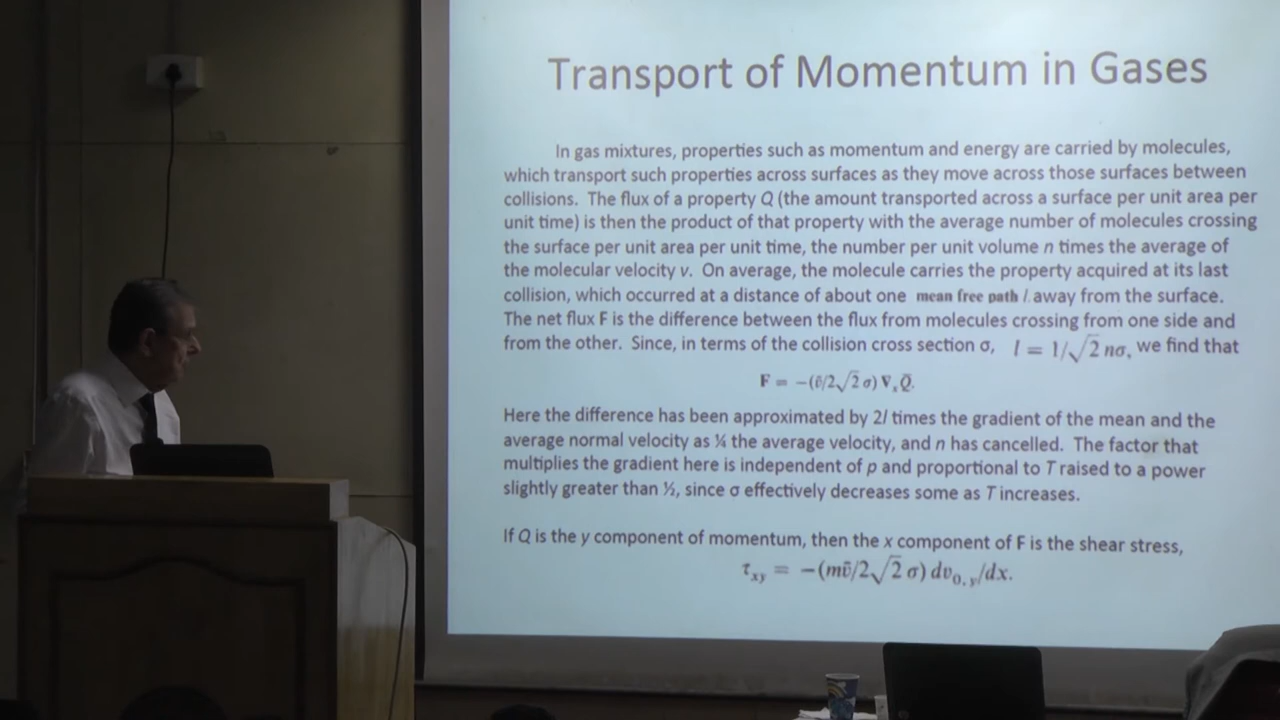 Transport of Momentum in Gases
In gas mixtures, properties such as momentum and energy are carried by molecules,
which transport such properties across surfaces as they move across those surfaces between
collisions. The flux of a property Q (the amount transported across a surface per unit area per
unit time) is then the product of that property with the average number of molecules crossing
the surface per unit area per unit time, the number per unit volume n times the average of
the molecular velocity v. On average, the molecule carries the property acquired at its last
collision, which occurred at a distance of about one mean free path l away from the surface.
The net flux F is the difference between the flux from molecules crossing from one side and
from the other. Since, in terms of the collision cross section σ, l = 1/√2 nσ, we find that
F = −(v̄/2√2 σ) ∇ₓQ̄.
Here the difference has been approximated by 2l times the gradient of the mean and the
average normal velocity as ¼ the average velocity, and n has cancelled. The factor that
multiplies the gradient here is independent of p and proportional to T raised to a power
slightly greater than ½, since σ effectively decreases some as T increases.
If Q is the y component of momentum, then the x component of F is the shear stress,
τxy = −(mv̄/2√2 σ) dv0,y/dx.